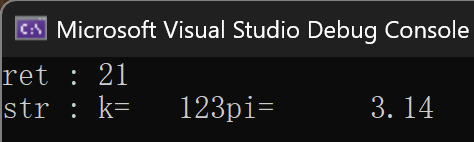 Microsoft Visual Studio Debug Console
ret : 21
str : k=   123pi=      3.14